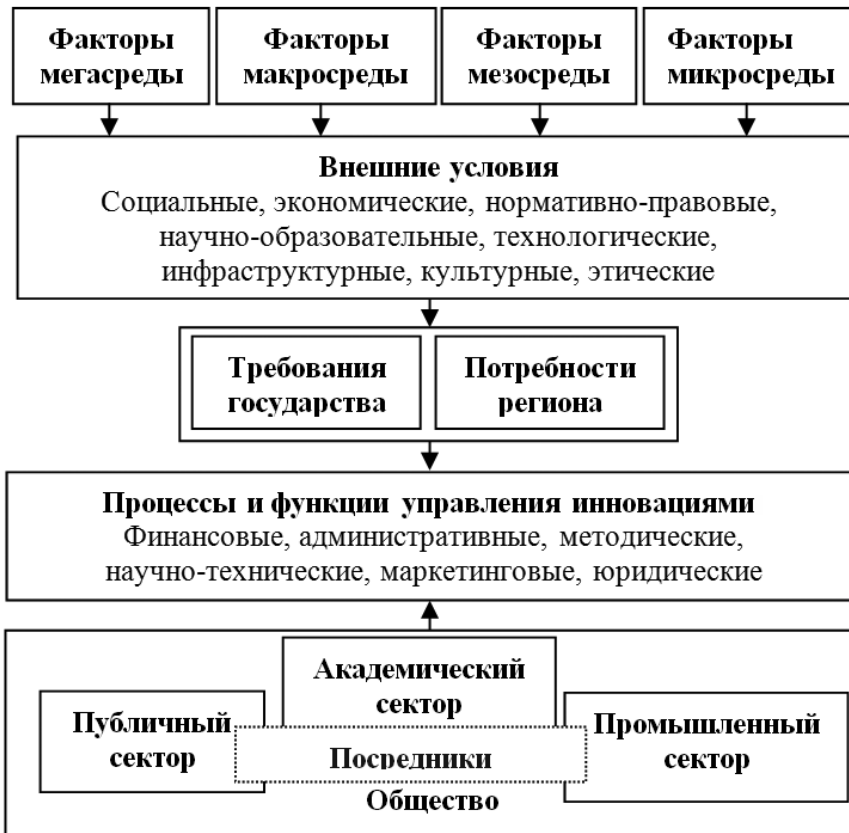 Факторы
мегасреды
Факторы
макросреды
Факторы
мезосреды
Факторы
микросреды
Внешние условия
Социальные, экономические, нормативно-правовые,
научно-образовательные, технологические,
инфраструктурные, культурные, этические
Требования
государства
Потребности
региона
Процессы и функции управления инновациями
Финансовые, административные, методические,
научно-технические, маркетинговые, юридические
Академический
сектор
Публичный
сектор
Промышленный
сектор
Посредники
Общество